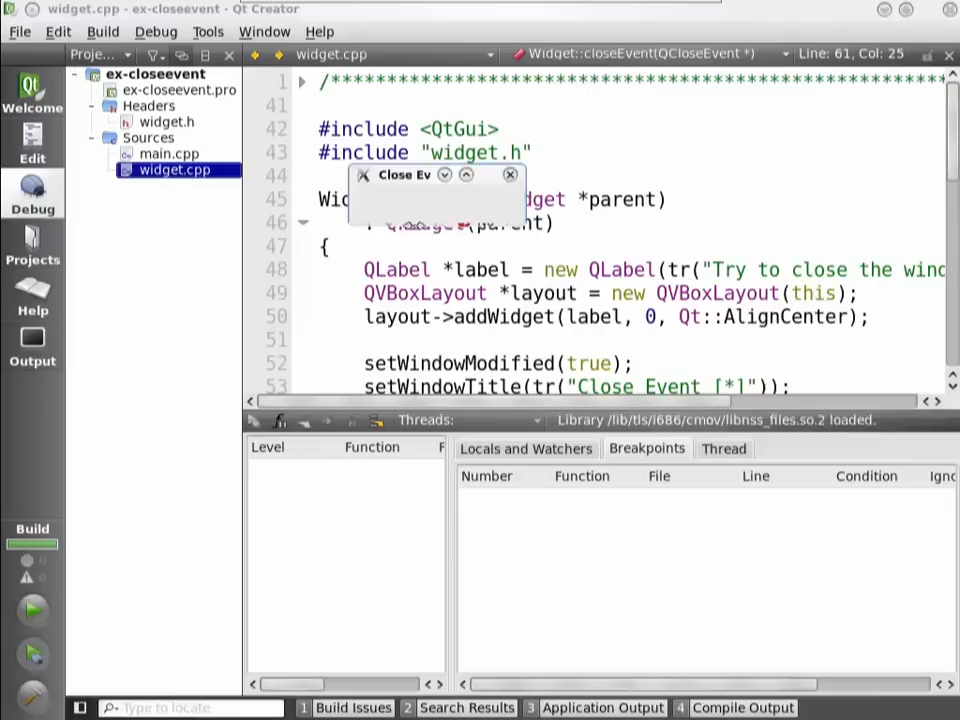 widget.cpp - ex-closeevent - Qt Creator
File Edit Build Debug Tools Window Help
Proje... widget.cpp Widget::closeEvent(QCloseEvent *) Line: 61, Col: 25
Welcome
Edit
Debug
Projects
Help
Output
Build
0
0
ex-closeevent
ex-closeevent.pro
Headers
widget.h
Sources
main.cpp
widget.cpp
1 /*******************************************************
41
42 #include <QtGui>
43 #include "widget.h"
44
45 Wid dget *parent)
46 : QWidget(parent)
47 {
48 QLabel *label = new QLabel(tr("Try to close the wind
49 QVBoxLayout *layout = new QVBoxLayout(this);
50 layout->addWidget(label, 0, Qt::AlignCenter);
51
52 setWindowModified(true);
53 setWindowTitle(tr("Close Event [*]"));
Close Ev
Threads: Library /lib/tls/i686/cmov/libnss_files.so.2 loaded.
Level Function F
Locals and Watchers Breakpoints Thread
Number Function File Line Condition Igno
Type to locate 1 Build Issues 2 Search Results 3 Application Output 4 Compile Output